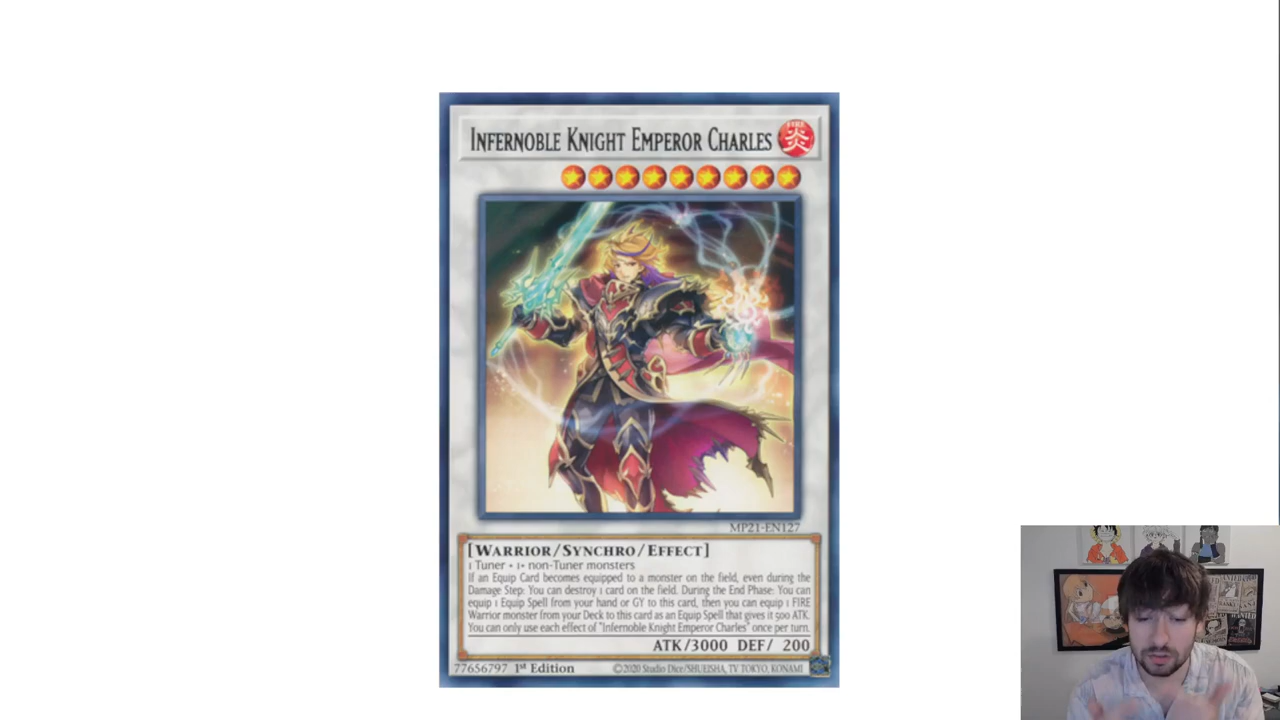 INFERNOBLE KNIGHT EMPEROR CHARLES
FIRE
炎
MP21-EN127
[WARRIOR/SYNCHRO/EFFECT]
1 Tuner + 1+ non-Tuner monsters
If an Equip Card becomes equipped to a monster on the field, even during the
Damage Step: You can destroy 1 card on the field. During the End Phase: You can
equip 1 Equip Spell from your hand or GY to this card, then you can equip 1 FIRE
Warrior monster from your Deck to this card as an Equip Spell that gives it 500 ATK.
You can only use each effect of "Infernoble Knight Emperor Charles" once per turn.
ATK/3000 DEF/ 200
77656797 1st Edition ©2020 Studio Dice/SHUEISHA, TV TOKYO, KONAMI
WANTED